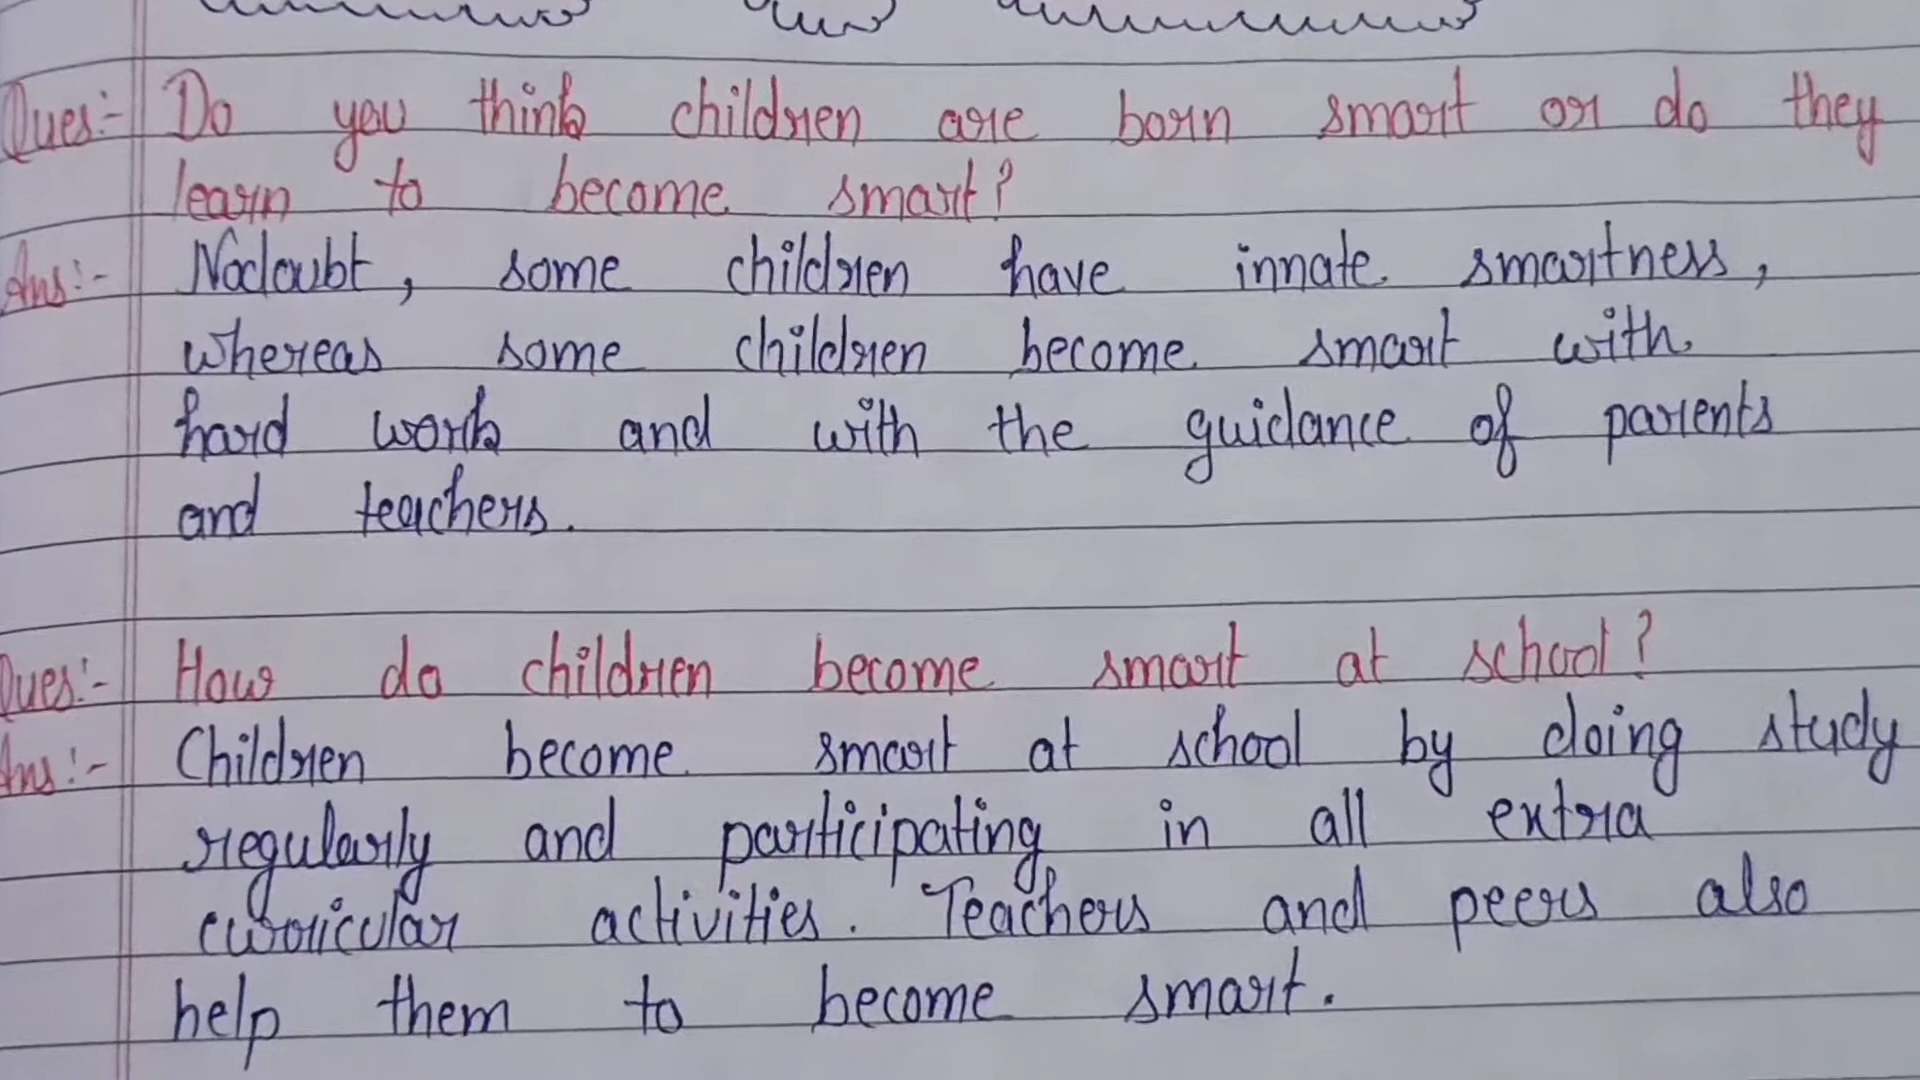 Ques:- Do you think children are born smart or do they
learn to become smart?
Ans:- Nodoubt, some children have innate smartness,
whereas some children become smart with
hard work and with the guidance of parents
and teachers.
Ques:- How do children become smart at school?
Ans:- Children become smart at school by doing study
regularly and participating in all extra
curricular activities. Teachers and peers also
help them to become smart.